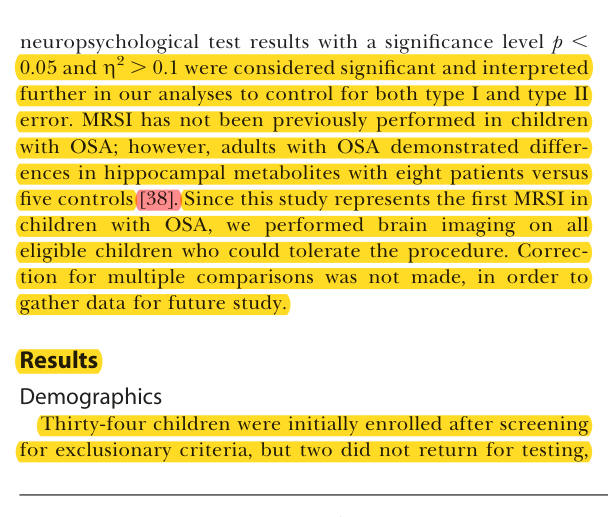 neuropsychological test results with a significance level p <
0.05 and η² > 0.1 were considered significant and interpreted
further in our analyses to control for both type I and type II
error. MRSI has not been previously performed in children
with OSA; however, adults with OSA demonstrated differ-
ences in hippocampal metabolites with eight patients versus
five controls [38]. Since this study represents the first MRSI in
children with OSA, we performed brain imaging on all
eligible children who could tolerate the procedure. Correc-
tion for multiple comparisons was not made, in order to
gather data for future study.
Results
Demographics
Thirty-four children were initially enrolled after screening
for exclusionary criteria, but two did not return for testing,